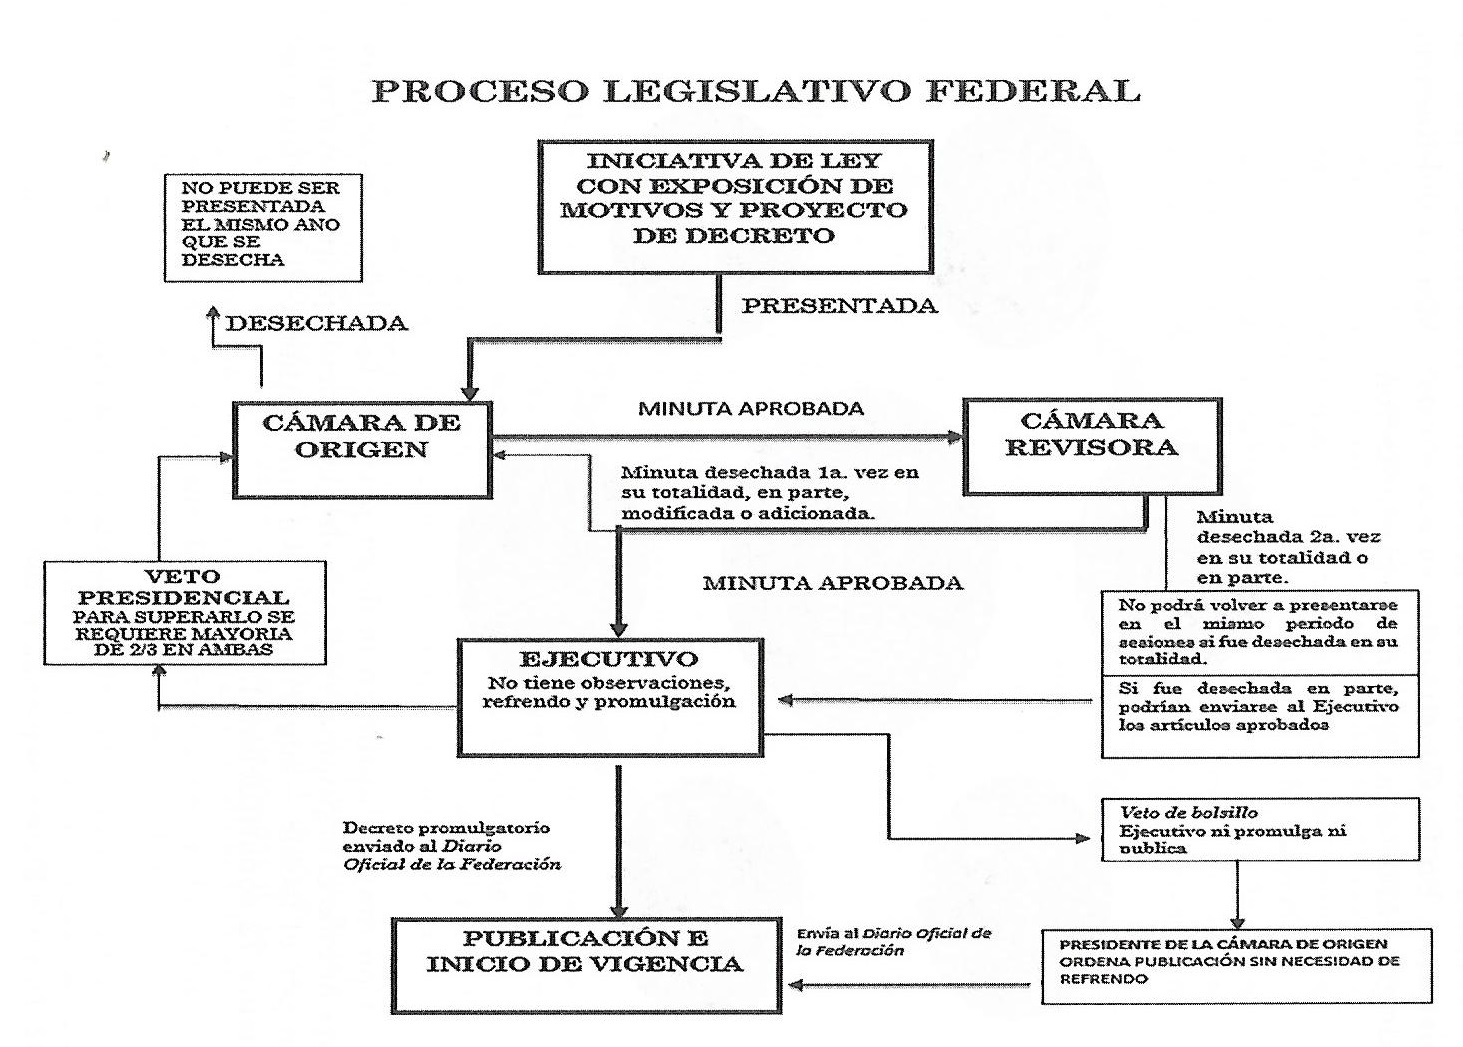 PROCESO LEGISLATIVO FEDERAL
INICIATIVA DE LEY
CON EXPOSICIÓN DE
MOTIVOS Y PROYECTO
DE DECRETO
NO PUEDE SER
PRESENTADA
EL MISMO ANO
QUE SE
DESECHA
PRESENTADA
DESECHADA
CÁMARA DE
ORIGEN
MINUTA APROBADA
CÁMARA
REVISORA
Minuta desechada 1a. vez en
su totalidad, en parte,
modificada o adicionada.
Minuta
desechada 2a. vez
en su totalidad o
en parte.
MINUTA APROBADA
VETO
PRESIDENCIAL
PARA SUPERARLO SE
REQUIERE MAYORIA
DE 2/3 EN AMBAS
No podrá volver a presentarse
en el mismo periodo de
sesiones si fue desechada en su
totalidad.
Si fue desechada en parte,
podrían enviarse al Ejecutivo
los artículos aprobados
EJECUTIVO
No tiene observaciones,
refrendo y promulgación
Veto de bolsillo
Ejecutivo ni promulga ni
publica
Decreto promulgatorio
enviado al Diario
Oficial de la Federación
PUBLICACIÓN E
INICIO DE VIGENCIA
Envía al Diario Oficial de
la Federación
PRESIDENTE DE LA CÁMARA DE ORIGEN
ORDENA PUBLICACIÓN SIN NECESIDAD DE
REFRENDO